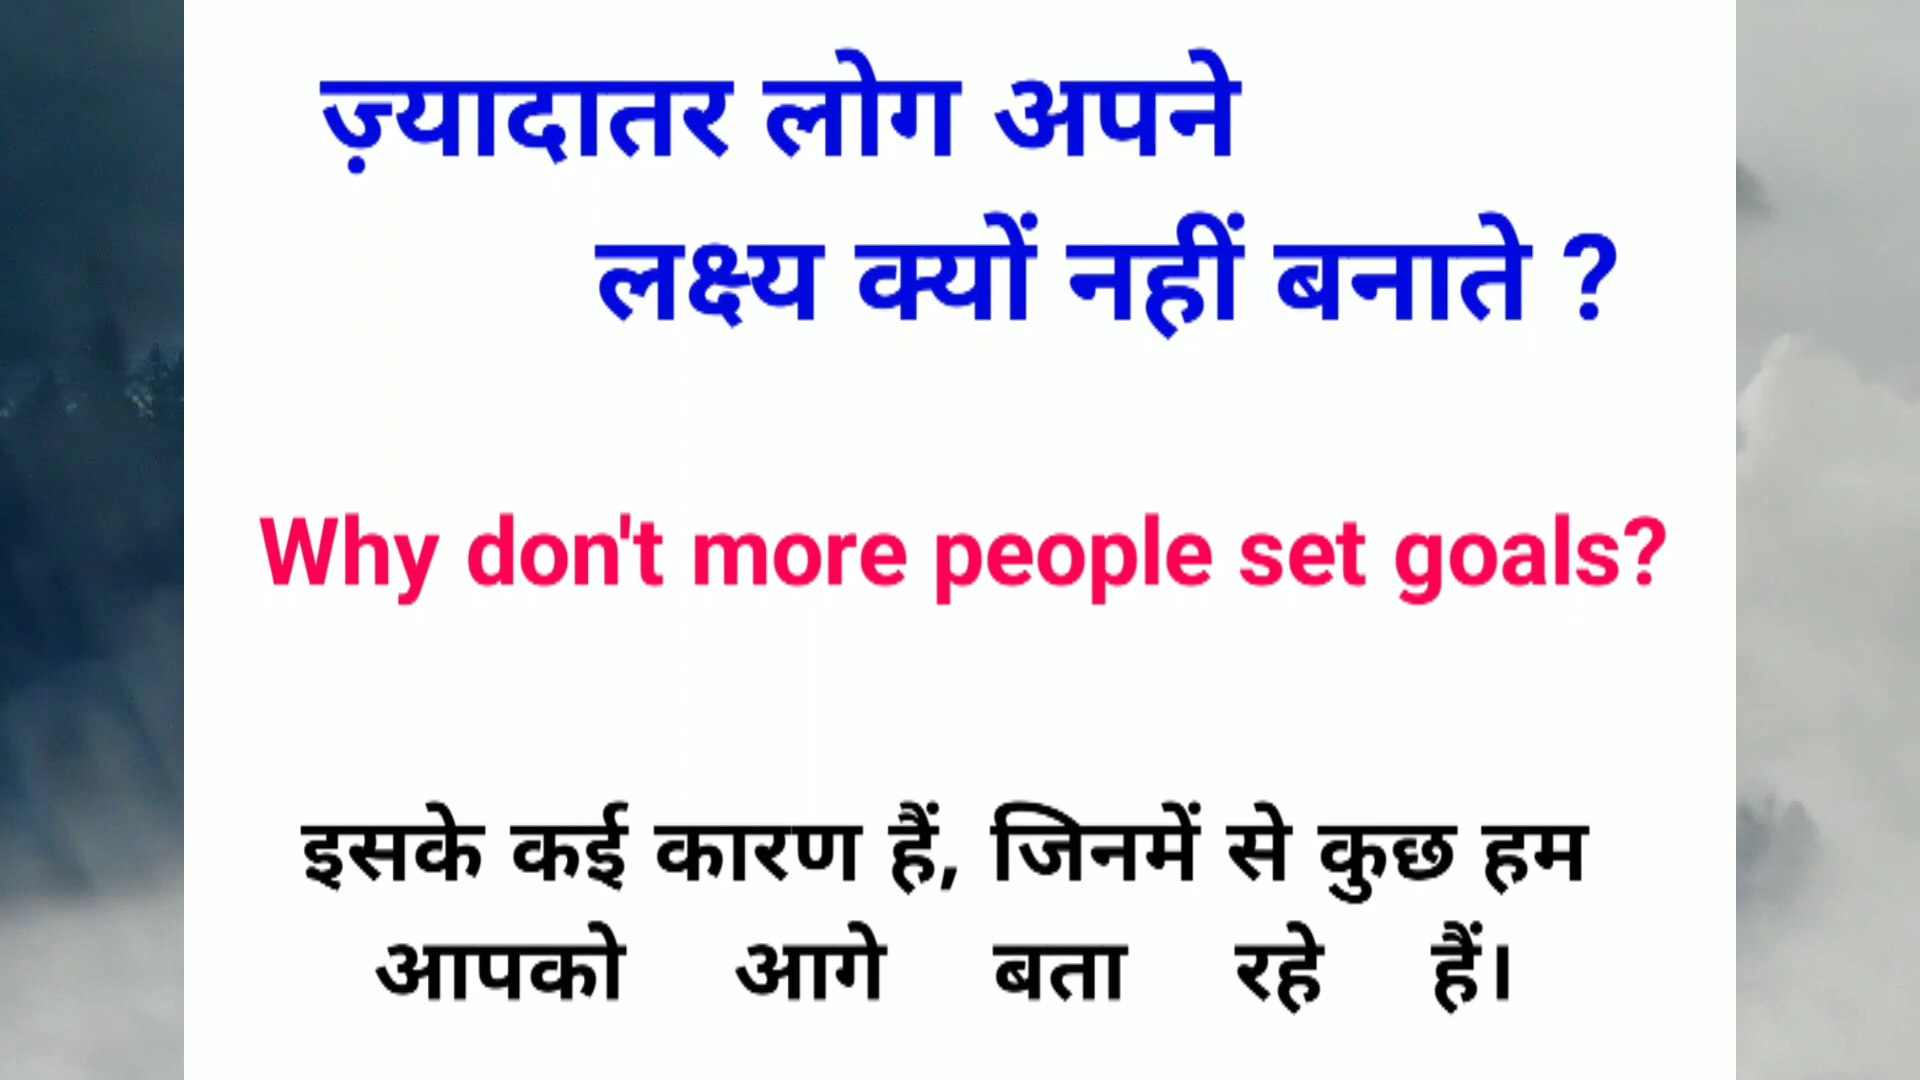 ज़्यादातर लोग अपने
लक्ष्य क्यों नहीं बनाते ?
Why don't more people set goals?
इसके कई कारण हैं, जिनमें से कुछ हम
आपको आगे बता रहे हैं।